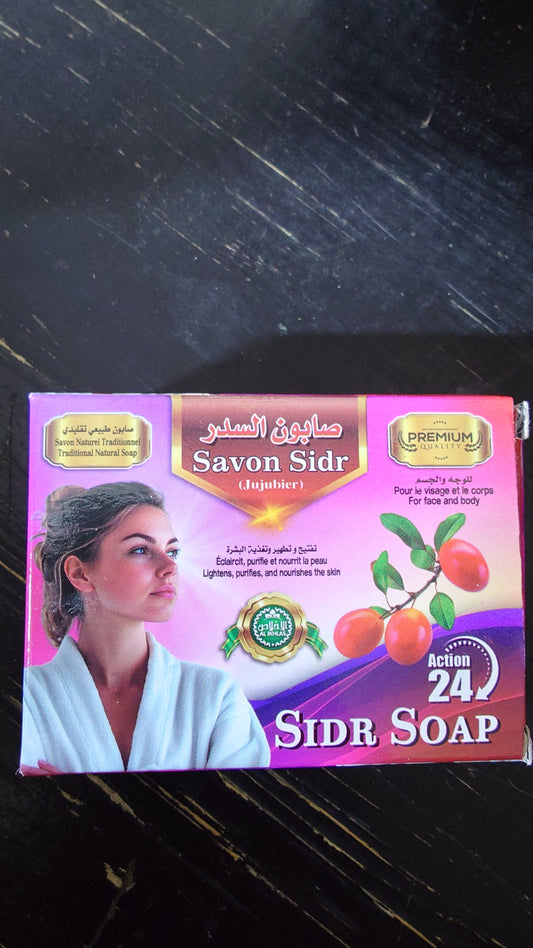 صابون طبيعي تقليدي
Savon Naturel Traditionnel
Traditional Natural Soap
صابون السدر
Savon Sidr
(Jujubier)
PREMIUM
QUALITY
للوجه والجسم
Pour le visage et le corps
For face and body
تفتيح و تطهير وتغذية البشرة
Éclaircit, purifie et nourrit la peau
Lightens, purifies, and nourishes the skin
الإخلاص
AL IKHLAS
Action
24
SIDR SOAP